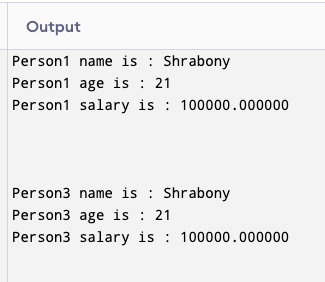 Output
Person1 name is : Shrabony
Person1 age is : 21
Person1 salary is : 100000.000000
Person3 name is : Shrabony
Person3 age is : 21
Person3 salary is : 100000.000000